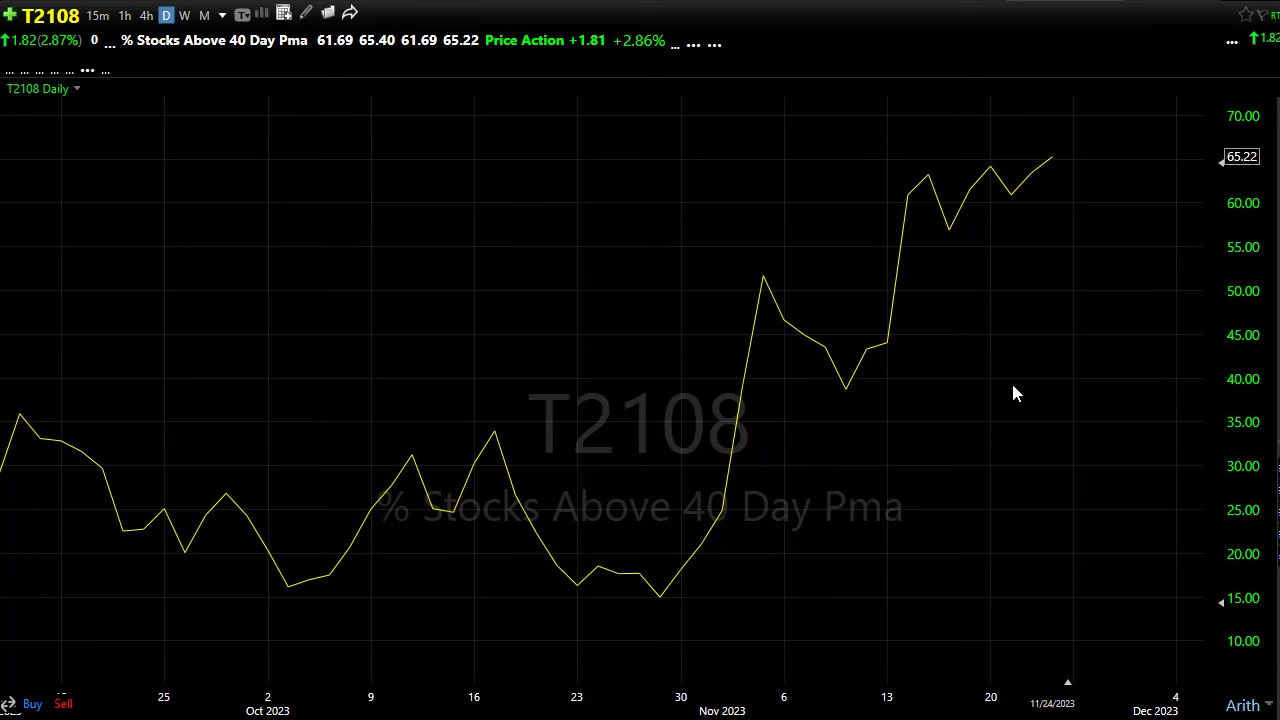 T2108 15m 1h 4h D W M T RT
1.82(2.87%) 0 ... % Stocks Above 40 Day Pma 61.69 65.40 61.69 65.22 Price Action +1.81 +2.86% ... ... ... ... 1.82
... ... ... ... ... ... ...
T2108 Daily
70.00
65.22
60.00
55.00
50.00
45.00
40.00
35.00
30.00
25.00
20.00
15.00
10.00
T2108
% Stocks Above 40 Day Pma
25 2 9 16 23 30 6 13 20 4
Buy Sell Oct 2023 Nov 2023 11/24/2023 Dec 2023 Arith